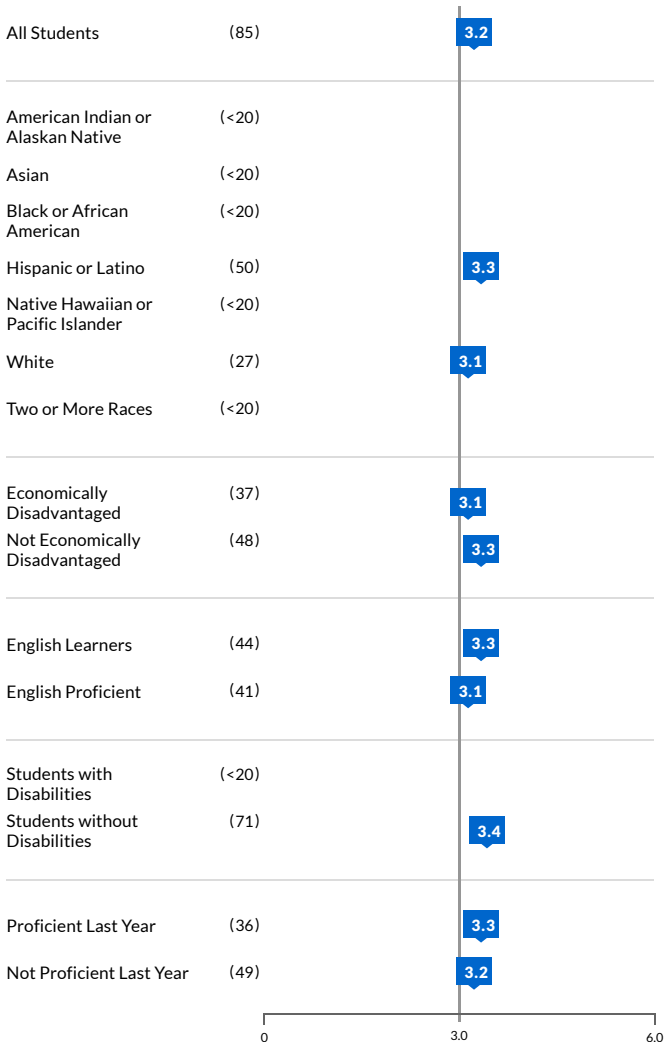 All Students (85) 3.2
American Indian or (<20)
Alaskan Native
Asian (<20)
Black or African (<20)
American
Hispanic or Latino (50) 3.3
Native Hawaiian or (<20)
Pacific Islander
White (27) 3.1
Two or More Races (<20)
Economically (37) 3.1
Disadvantaged
Not Economically (48) 3.3
Disadvantaged
English Learners (44) 3.3
English Proficient (41) 3.1
Students with (<20)
Disabilities
Students without (71) 3.4
Disabilities
Proficient Last Year (36) 3.3
Not Proficient Last Year (49) 3.2
0 3.0 6.0